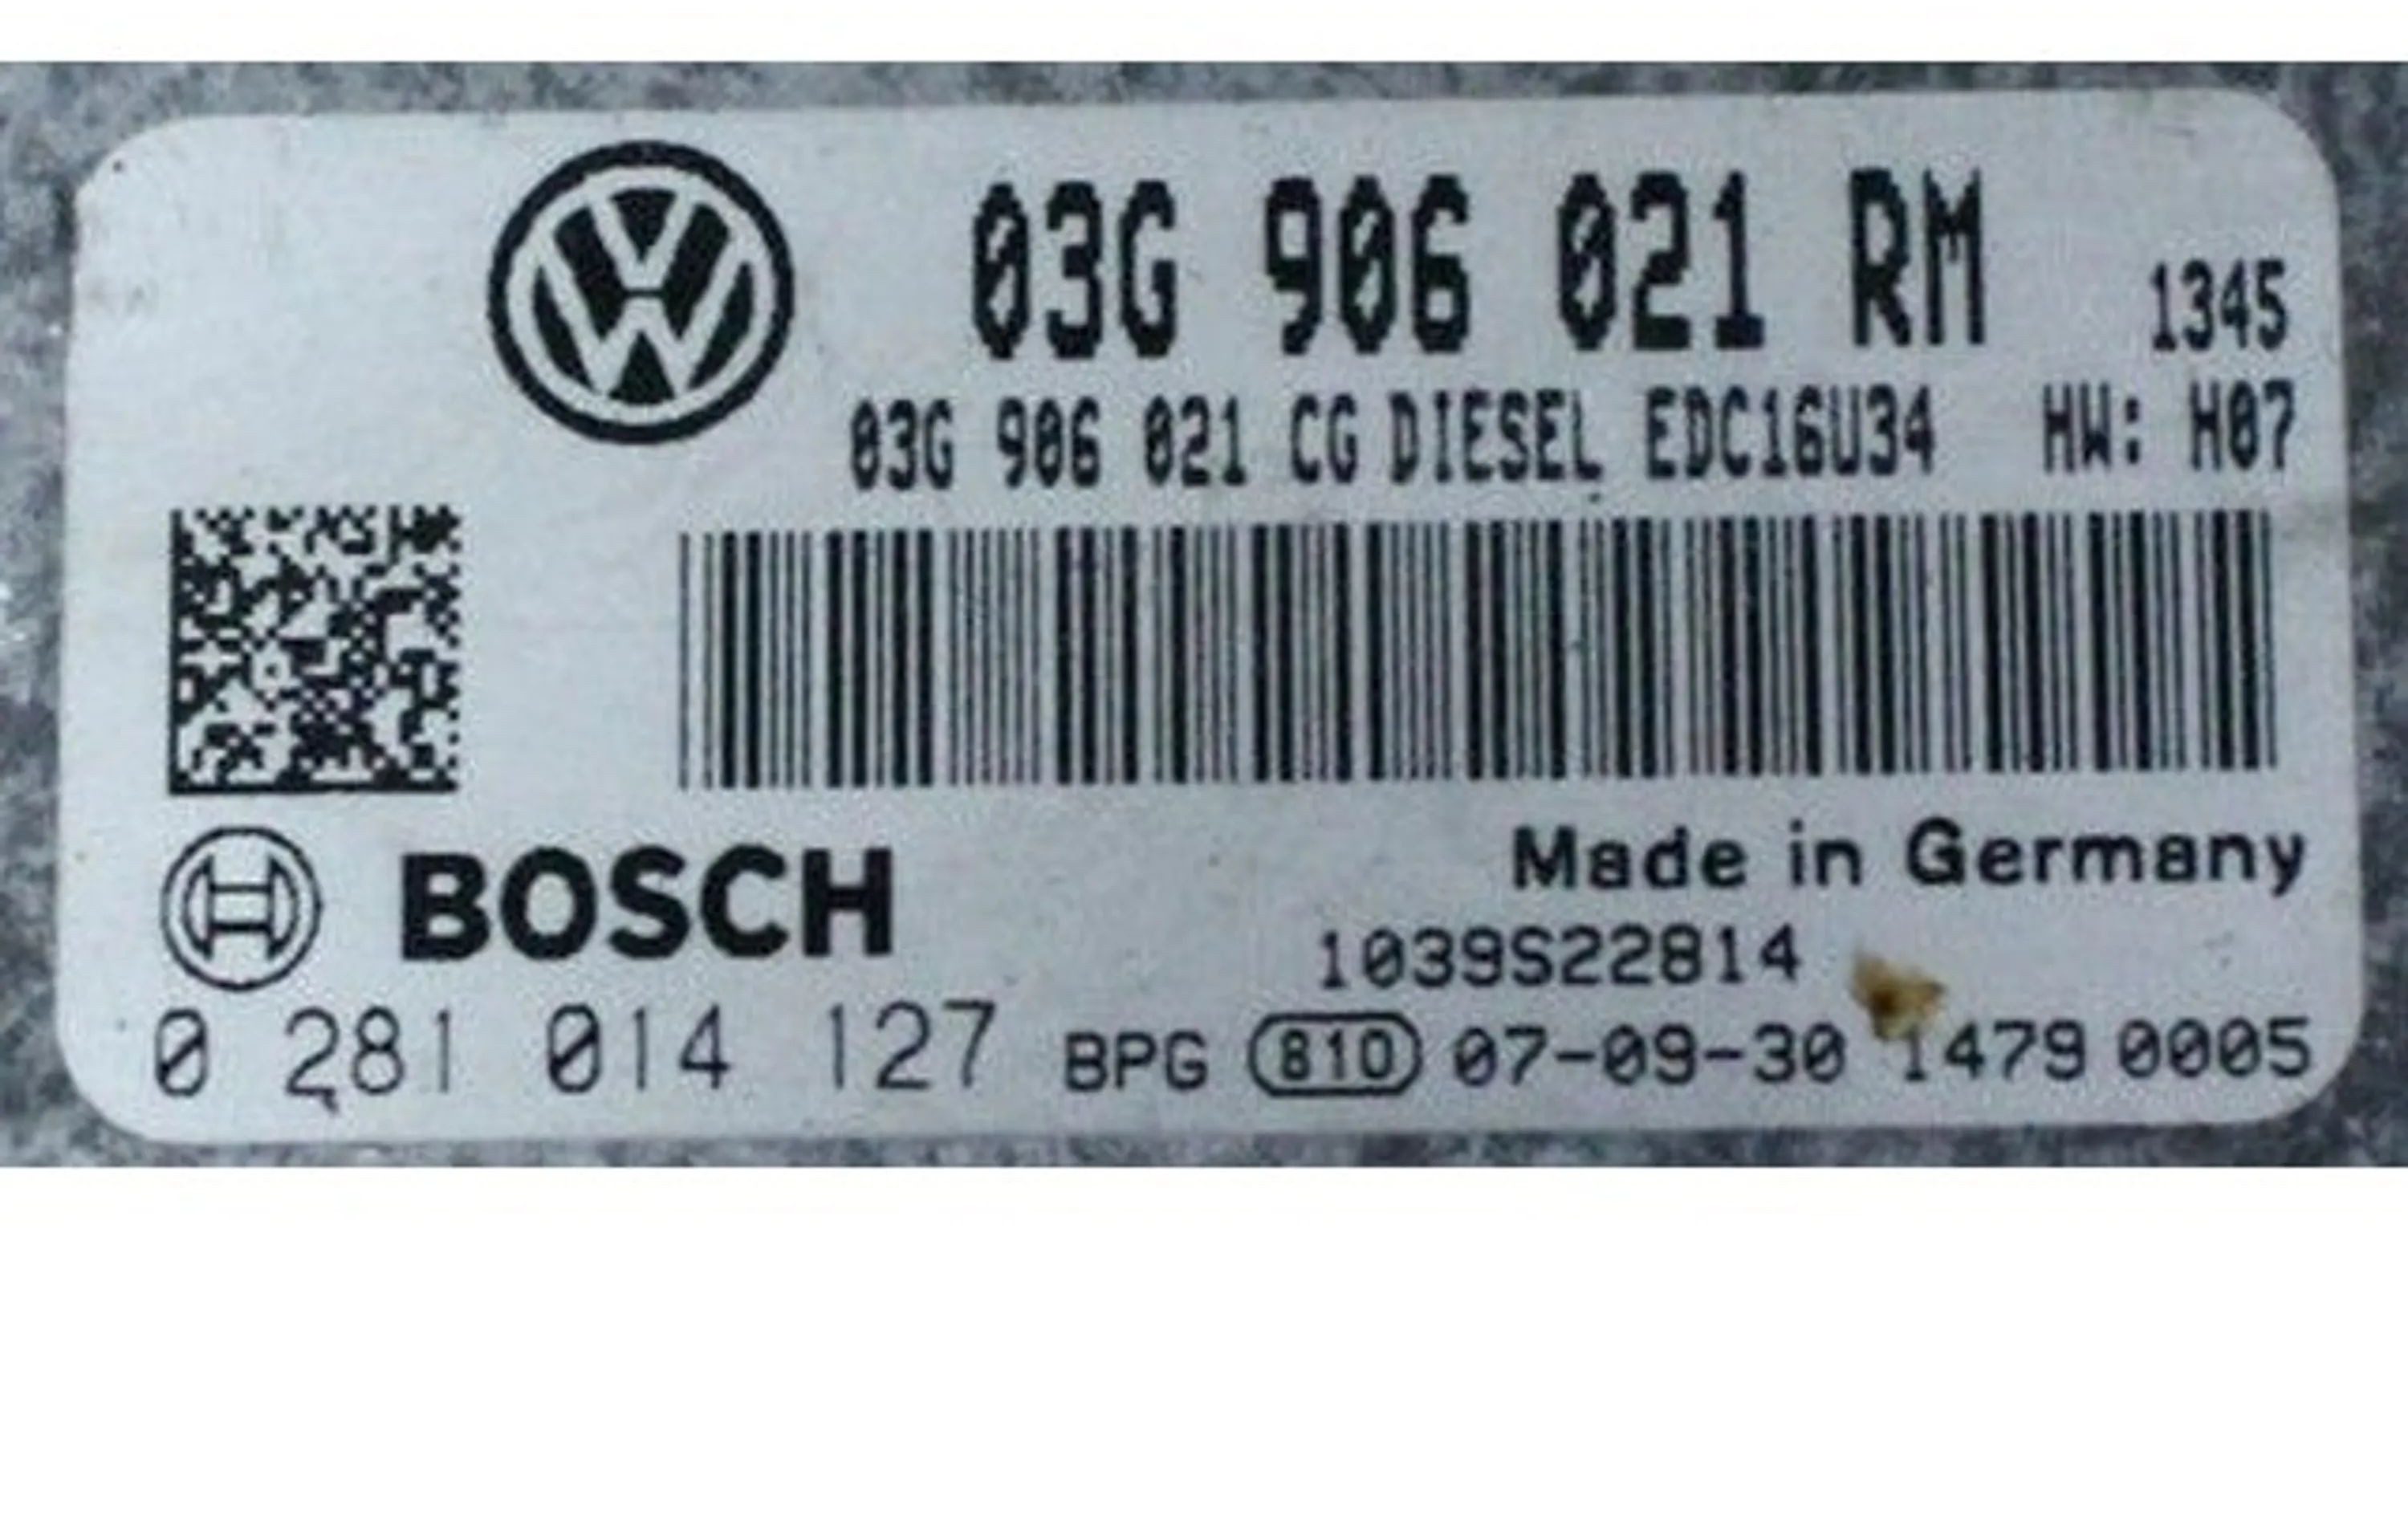 03G 906 021 RM 1345
03G 906 021 CG DIESEL EDC16U34 HW: H07
BOSCH
Made in Germany
1039S22814
0 281 014 127 BPG 810 07-09-30 1479 0005